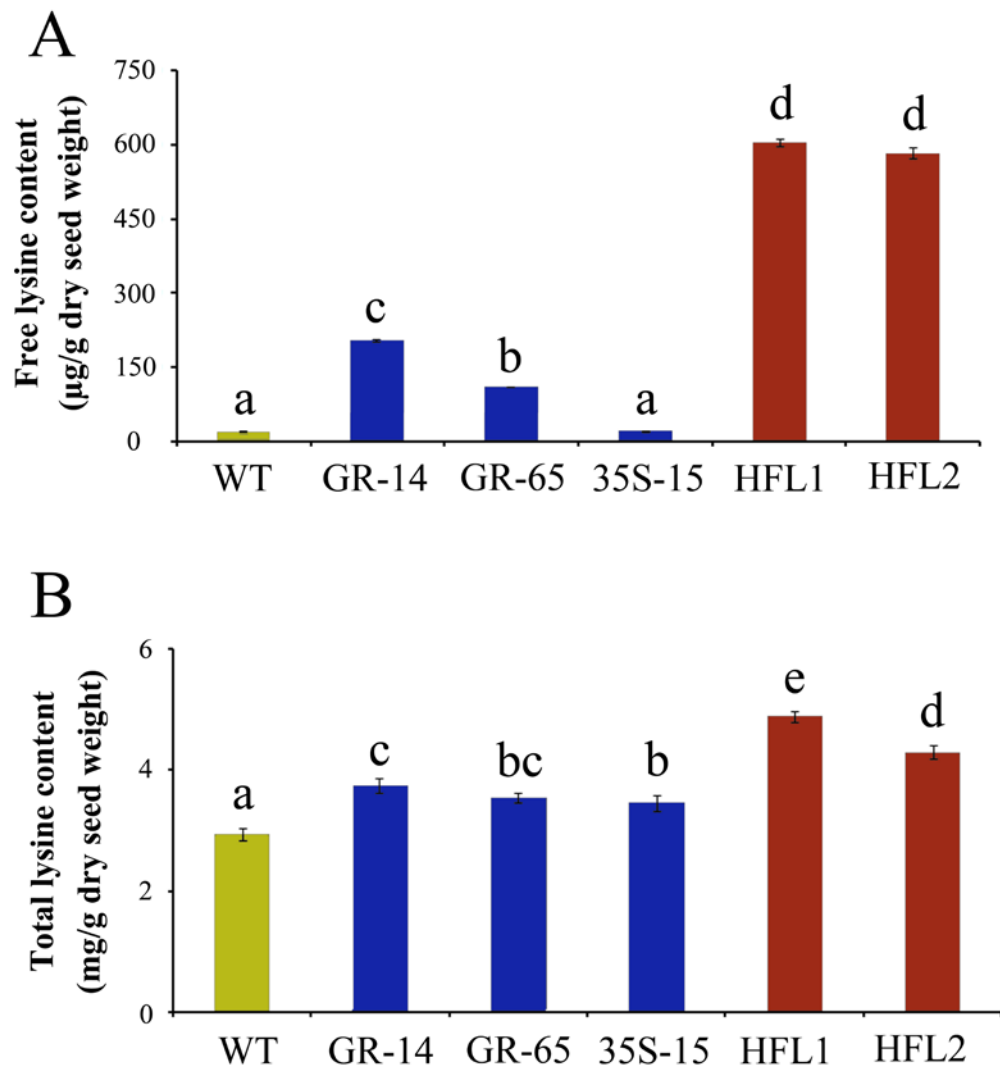 A
Free lysine content
(µg/g dry seed weight)
750
600
450
300
150
0
a
c
b
a
d
d
WT GR-14 GR-65 35S-15 HFL1 HFL2
B
Total lysine content
(mg/g dry seed weight)
6
4
2
0
a
c
bc
b
e
d
WT GR-14 GR-65 35S-15 HFL1 HFL2